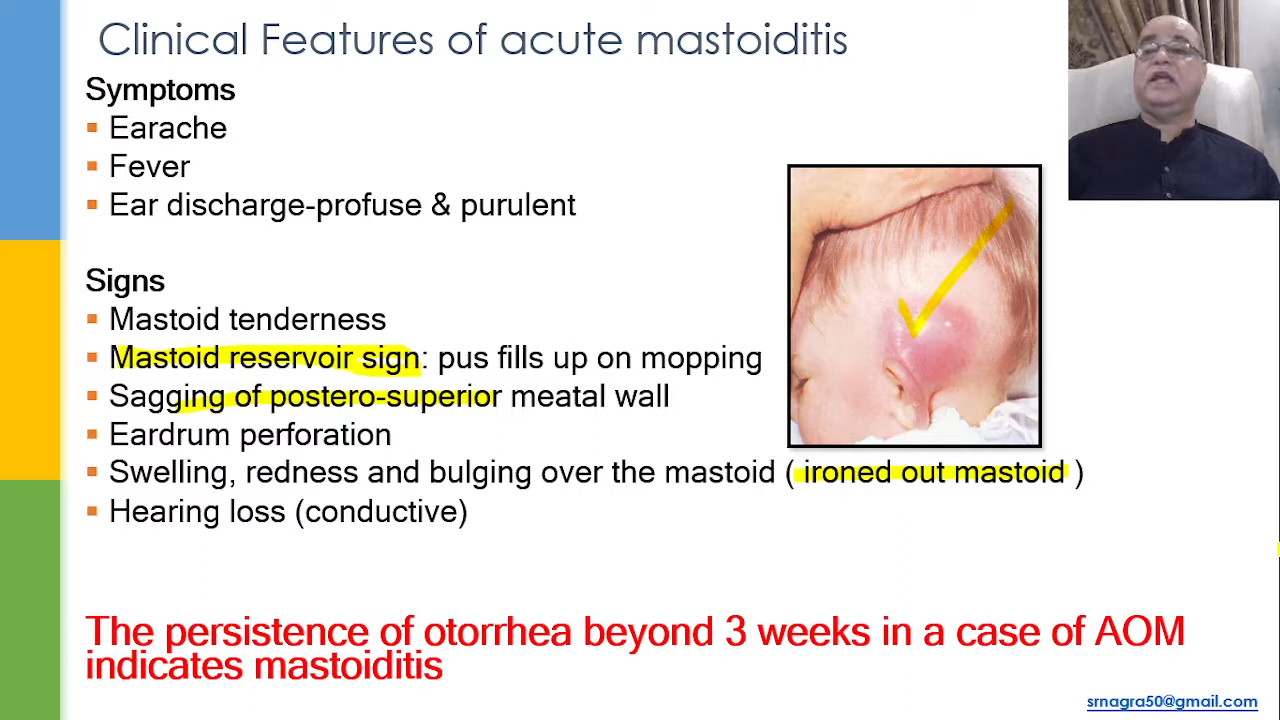 Clinical Features of acute mastoiditis
Symptoms
▪ Earache
▪ Fever
▪ Ear discharge-profuse & purulent
Signs
▪ Mastoid tenderness
▪ Mastoid reservoir sign: pus fills up on mopping
▪ Sagging of postero-superior meatal wall
▪ Eardrum perforation
▪ Swelling, redness and bulging over the mastoid ( ironed out mastoid )
▪ Hearing loss (conductive)
The persistence of otorrhea beyond 3 weeks in a case of AOM
indicates mastoiditis
srnagra50@gmail.com